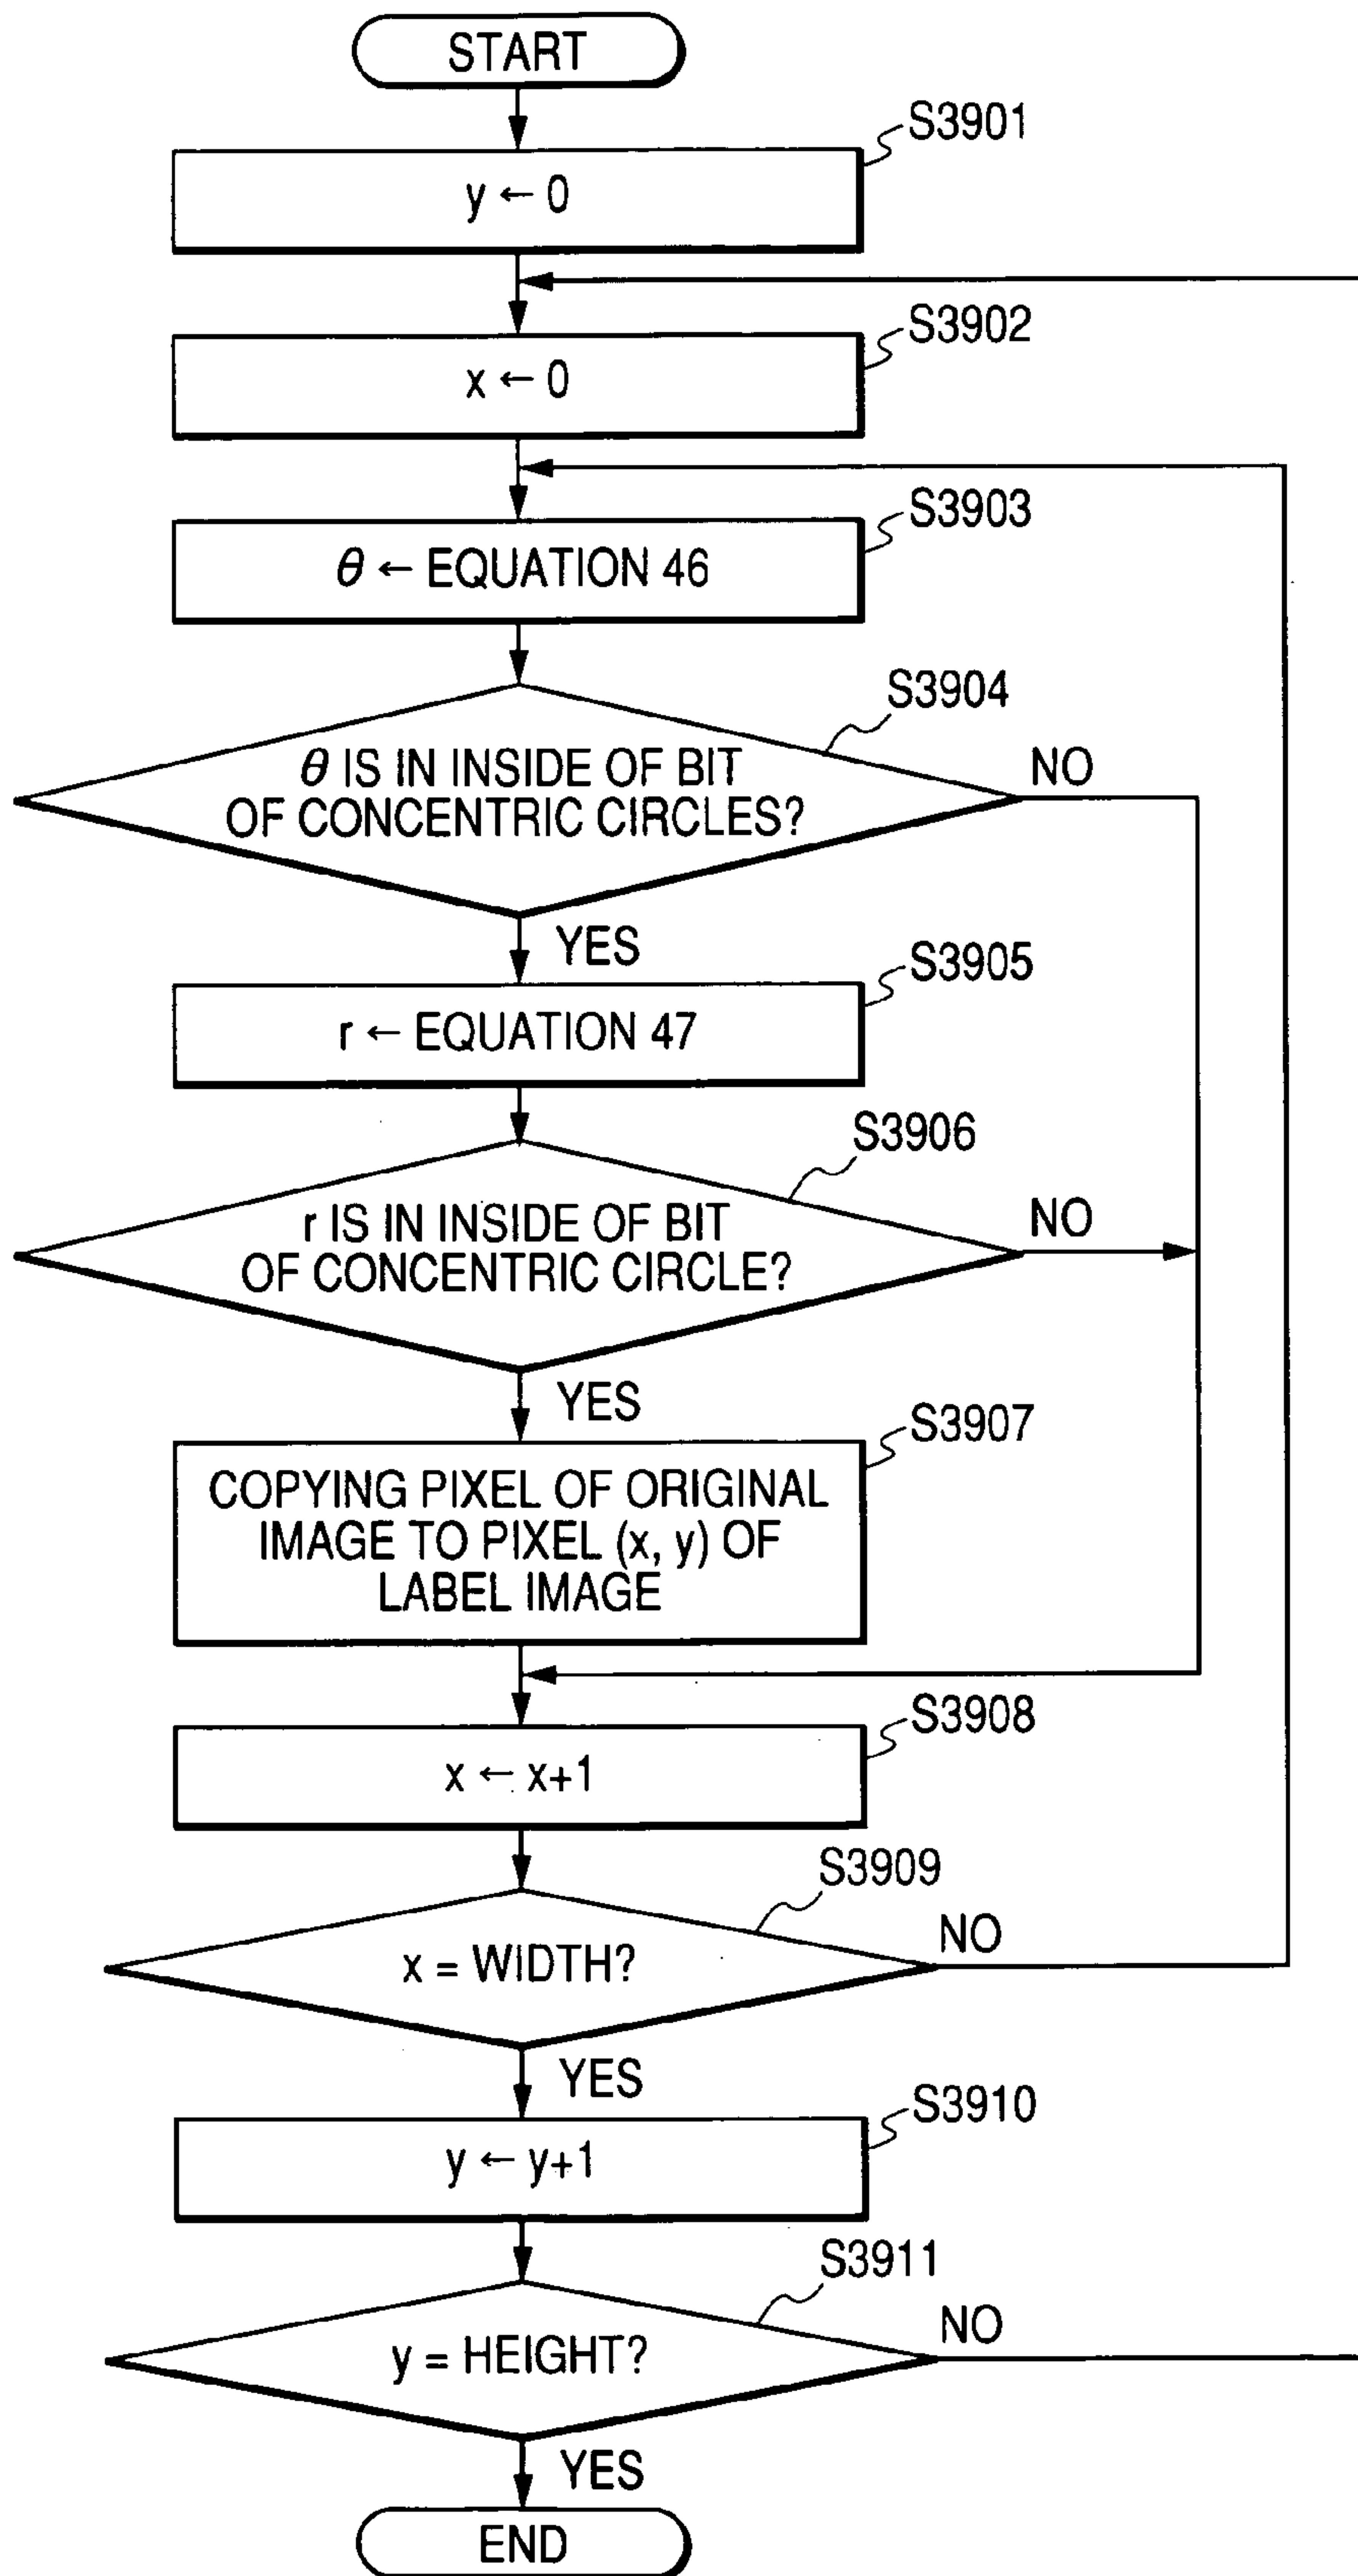 START
S3901
y ← 0
S3902
x ← 0
S3903
θ ← EQUATION 46
S3904
θ IS IN INSIDE OF BIT
OF CONCENTRIC CIRCLES?
NO
YES
S3905
r ← EQUATION 47
S3906
r IS IN INSIDE OF BIT
OF CONCENTRIC CIRCLE?
NO
YES
S3907
COPYING PIXEL OF ORIGINAL
IMAGE TO PIXEL (x, y) OF
LABEL IMAGE
S3908
x ← x+1
S3909
x = WIDTH?
NO
YES
S3910
y ← y+1
S3911
y = HEIGHT?
NO
YES
END